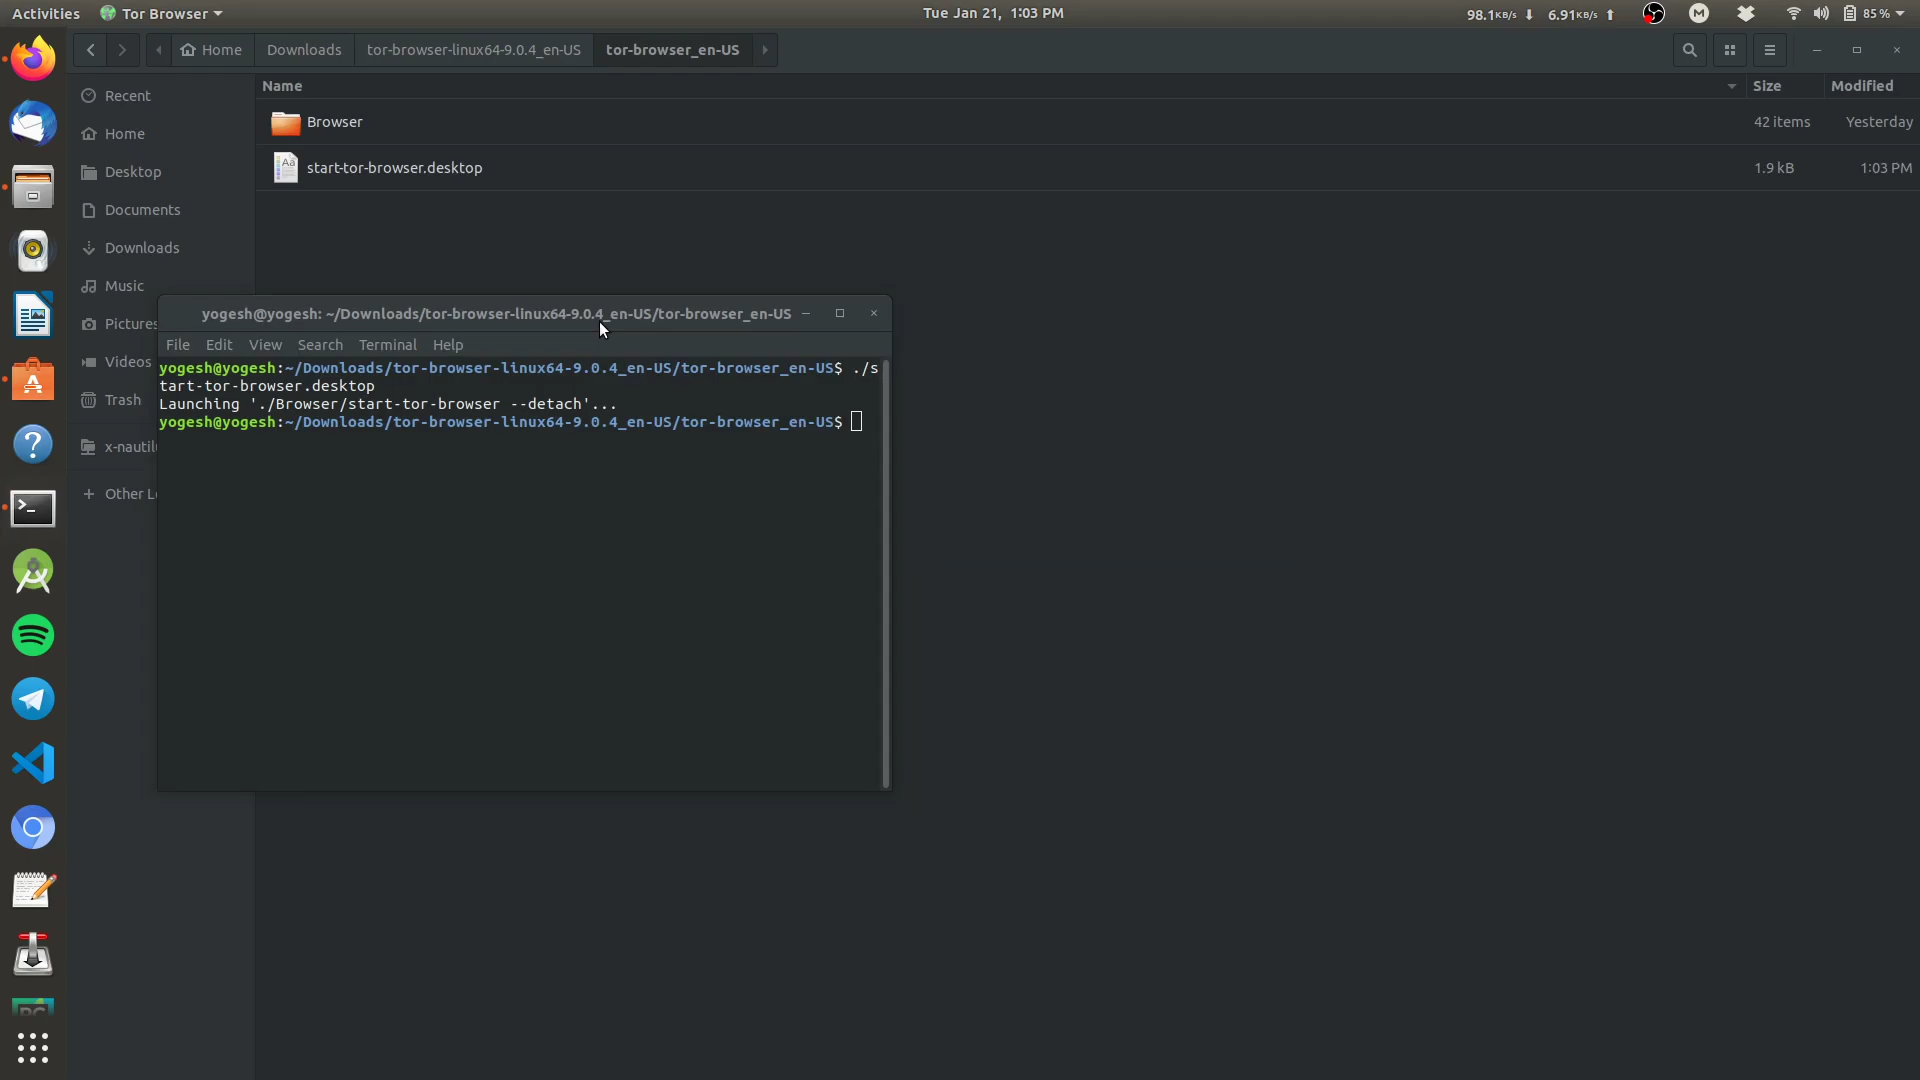 Activities
Tor Browser
Tue Jan 21, 1:03 PM
98.1KB/s
6.91KB/s
M
85 %
Home
Downloads
tor-browser-linux64-9.0.4_en-US
tor-browser_en-US
Name
Size
Modified
Browser
42 items
Yesterday
start-tor-browser.desktop
1.9 kB
1:03 PM
Recent
Home
Desktop
Documents
Downloads
Music
Pictures
Videos
Trash
x-nautil
Other Lo
yogesh@yogesh: ~/Downloads/tor-browser-linux64-9.0.4_en-US/tor-browser_en-US
File Edit View Search Terminal Help
yogesh@yogesh:~/Downloads/tor-browser-linux64-9.0.4_en-US/tor-browser_en-US$ ./s
tart-tor-browser.desktop
Launching './Browser/start-tor-browser --detach'...
yogesh@yogesh:~/Downloads/tor-browser-linux64-9.0.4_en-US/tor-browser_en-US$